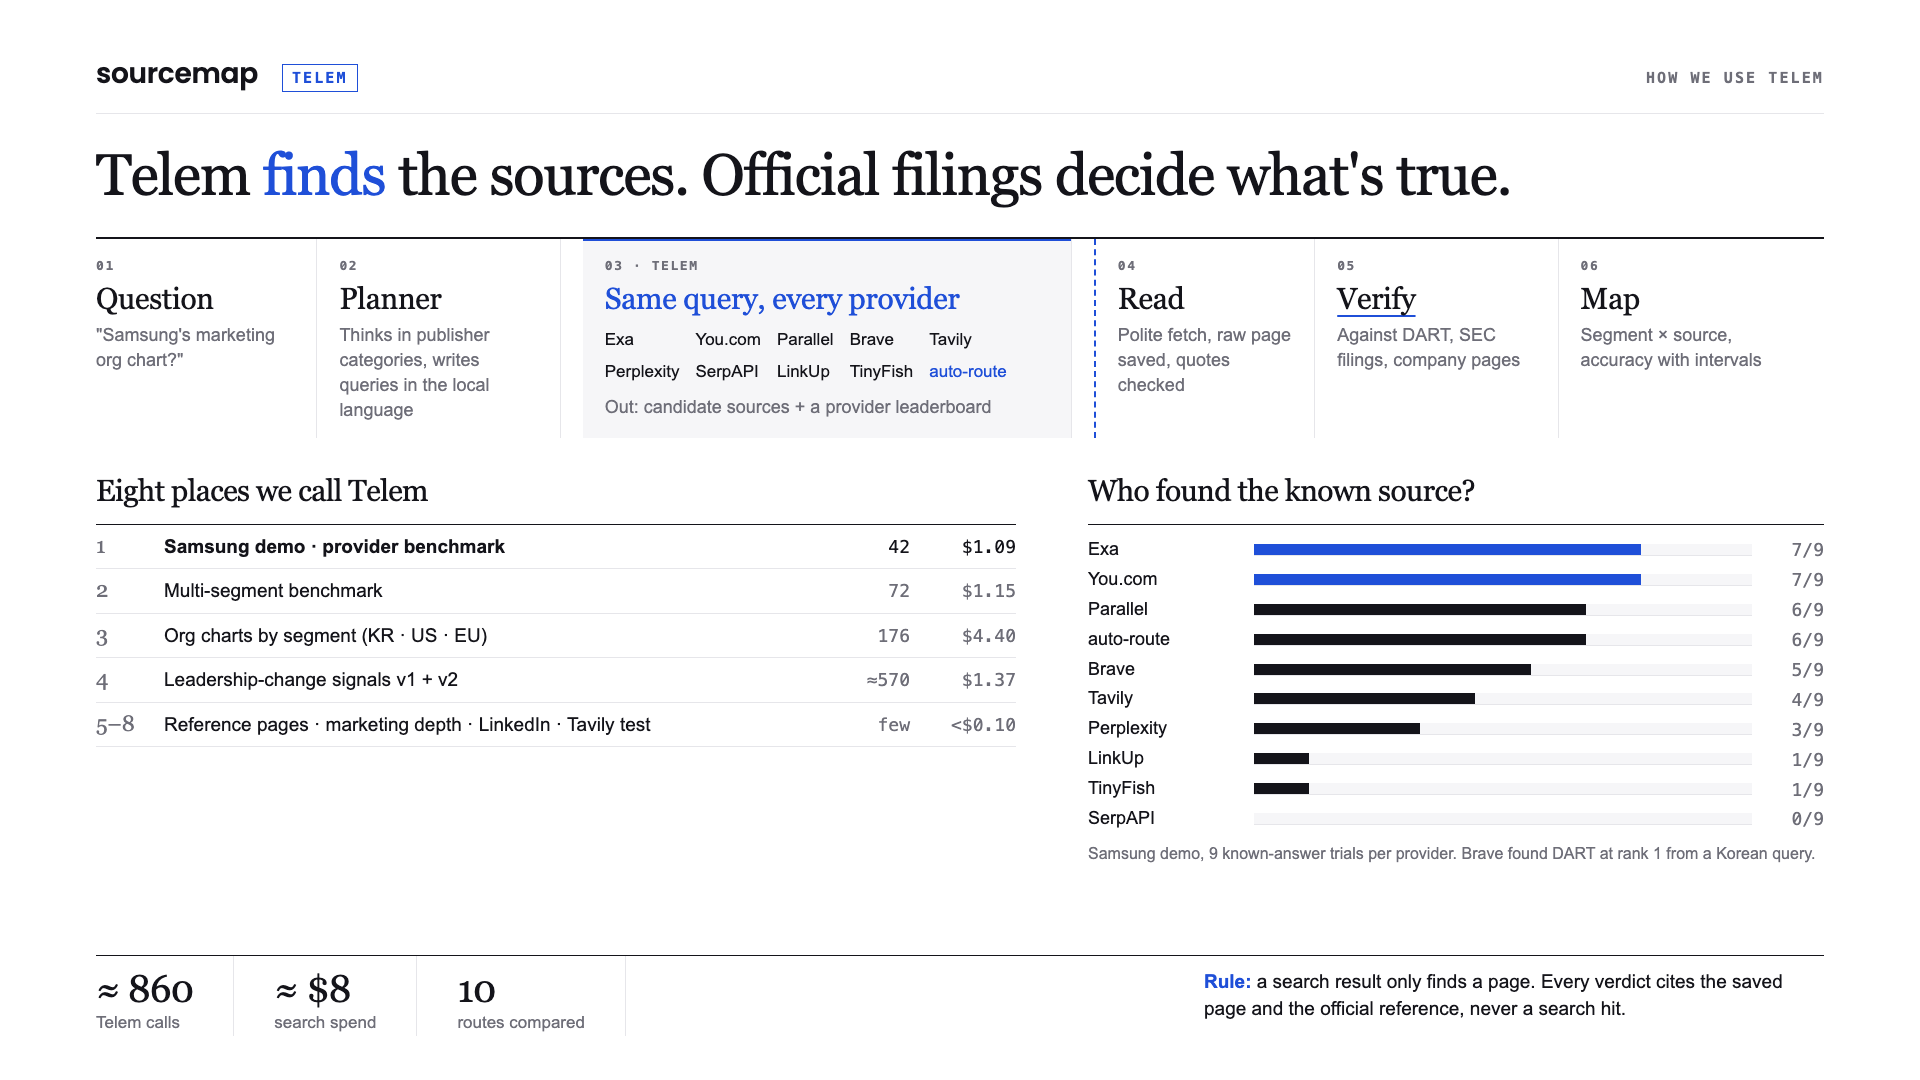 sourcemap TELEM HOW WE USE TELEM
Telem finds the sources. Official filings decide what's true.
01
Question
"Samsung's marketing
org chart?"
02
Planner
Thinks in publisher
categories, writes
queries in the local
language
03 · TELEM
Same query, every provider
Exa You.com Parallel Brave Tavily
Perplexity SerpAPI LinkUp TinyFish auto-route
Out: candidate sources + a provider leaderboard
04
Read
Polite fetch, raw page
saved, quotes
checked
05
Verify
Against DART, SEC
filings, company pages
06
Map
Segment × source,
accuracy with intervals
Eight places we call Telem
1 Samsung demo · provider benchmark 42 $1.09
2 Multi-segment benchmark 72 $1.15
3 Org charts by segment (KR · US · EU) 176 $4.40
4 Leadership-change signals v1 + v2 ≈570 $1.37
5–8 Reference pages · marketing depth · LinkedIn · Tavily test few <$0.10
Who found the known source?
Exa 7/9
You.com 7/9
Parallel 6/9
auto-route 6/9
Brave 5/9
Tavily 4/9
Perplexity 3/9
LinkUp 1/9
TinyFish 1/9
SerpAPI 0/9
Samsung demo, 9 known-answer trials per provider. Brave found DART at rank 1 from a Korean query.
≈ 860
Telem calls
≈ $8
search spend
10
routes compared
Rule: a search result only finds a page. Every verdict cites the saved
page and the official reference, never a search hit.